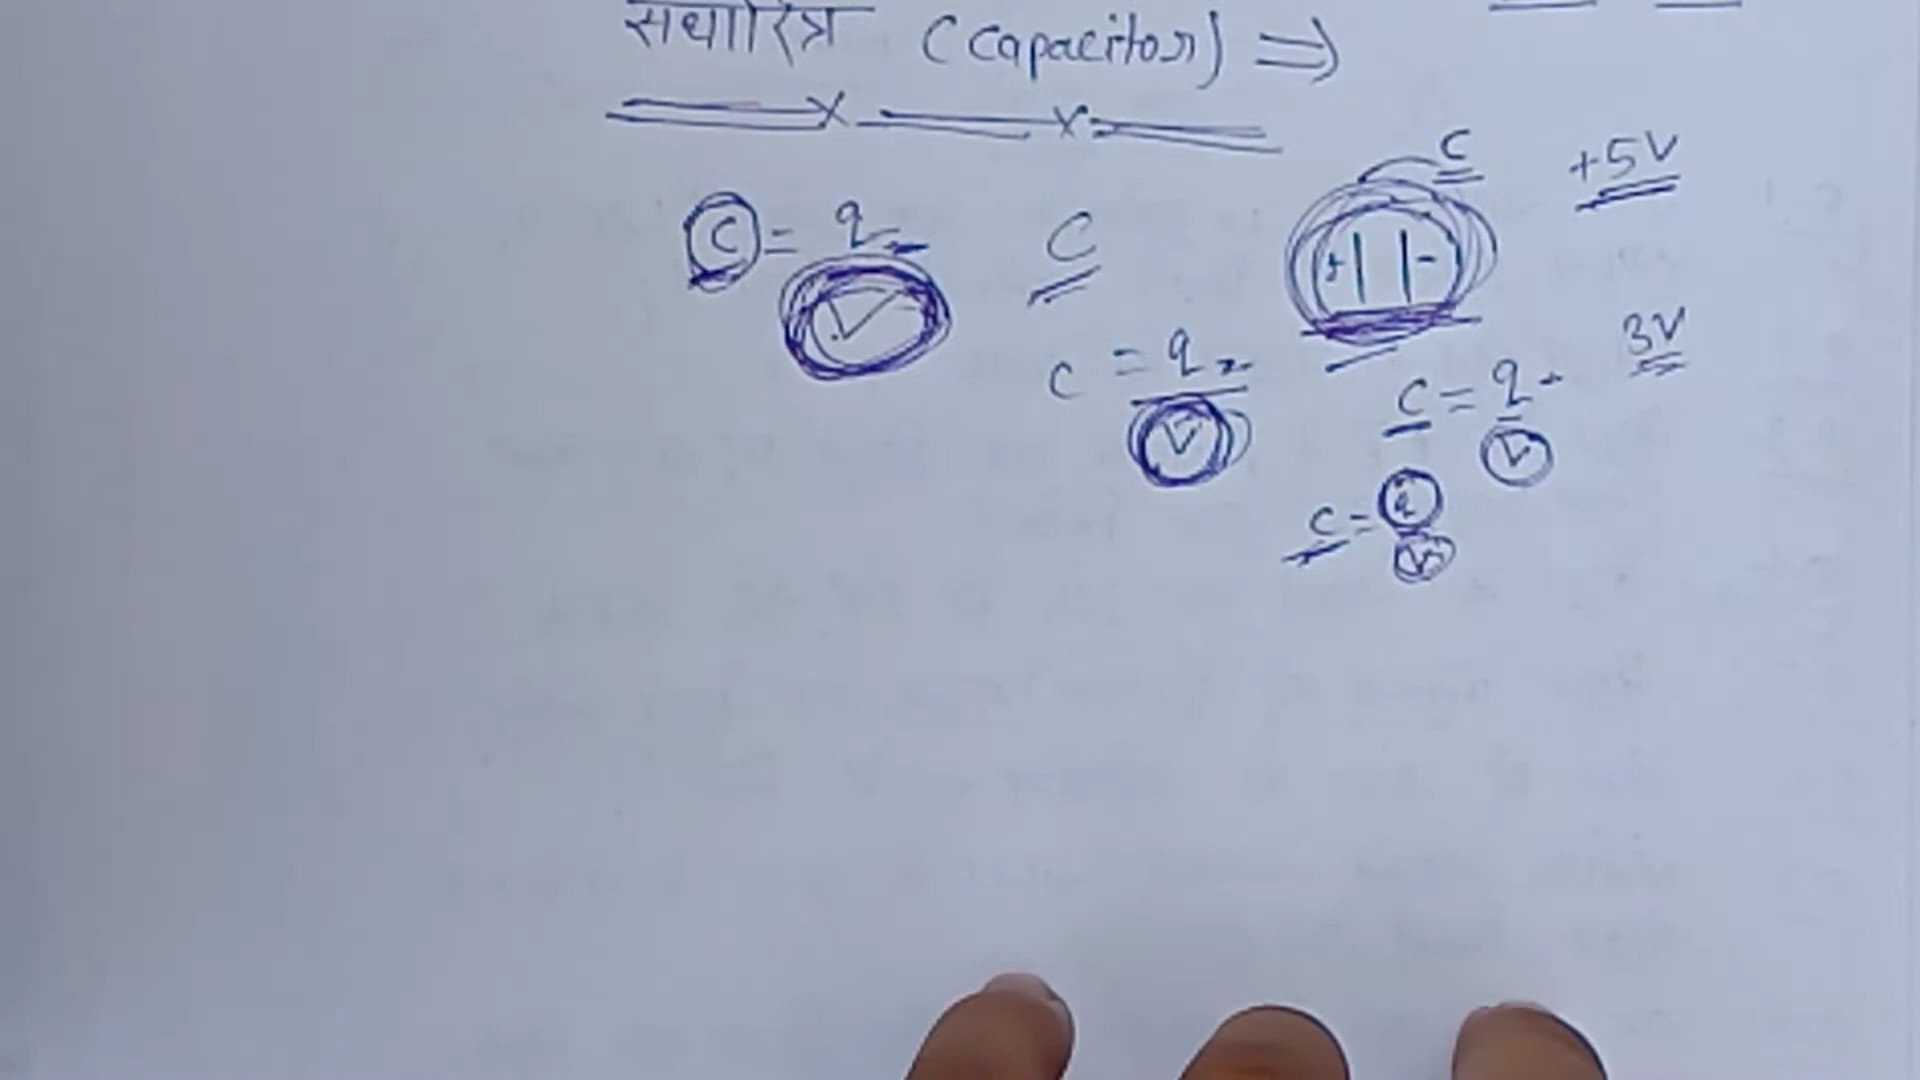 संधारित्र (capacitor) ⇒
C +5V
C = q/V C + | | -
3V
C = q/V C = q/V
C = q/V